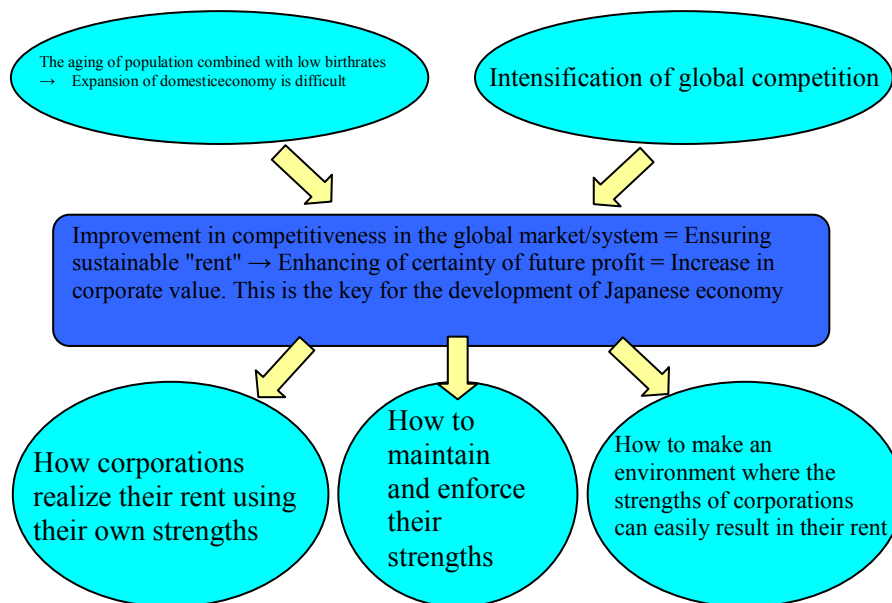 The aging of population combined with low birthrates
→ Expansion of domesticeconomy is difficult
Intensification of global competition
Improvement in competitiveness in the global market/system = Ensuring
sustainable "rent" → Enhancing of certainty of future profit = Increase in
corporate value. This is the key for the development of Japanese economy
How corporations
realize their rent using
their own strengths
How to
maintain
and enforce
their
strengths
How to make an
environment where the
strengths of corporations
can easily result in their rent